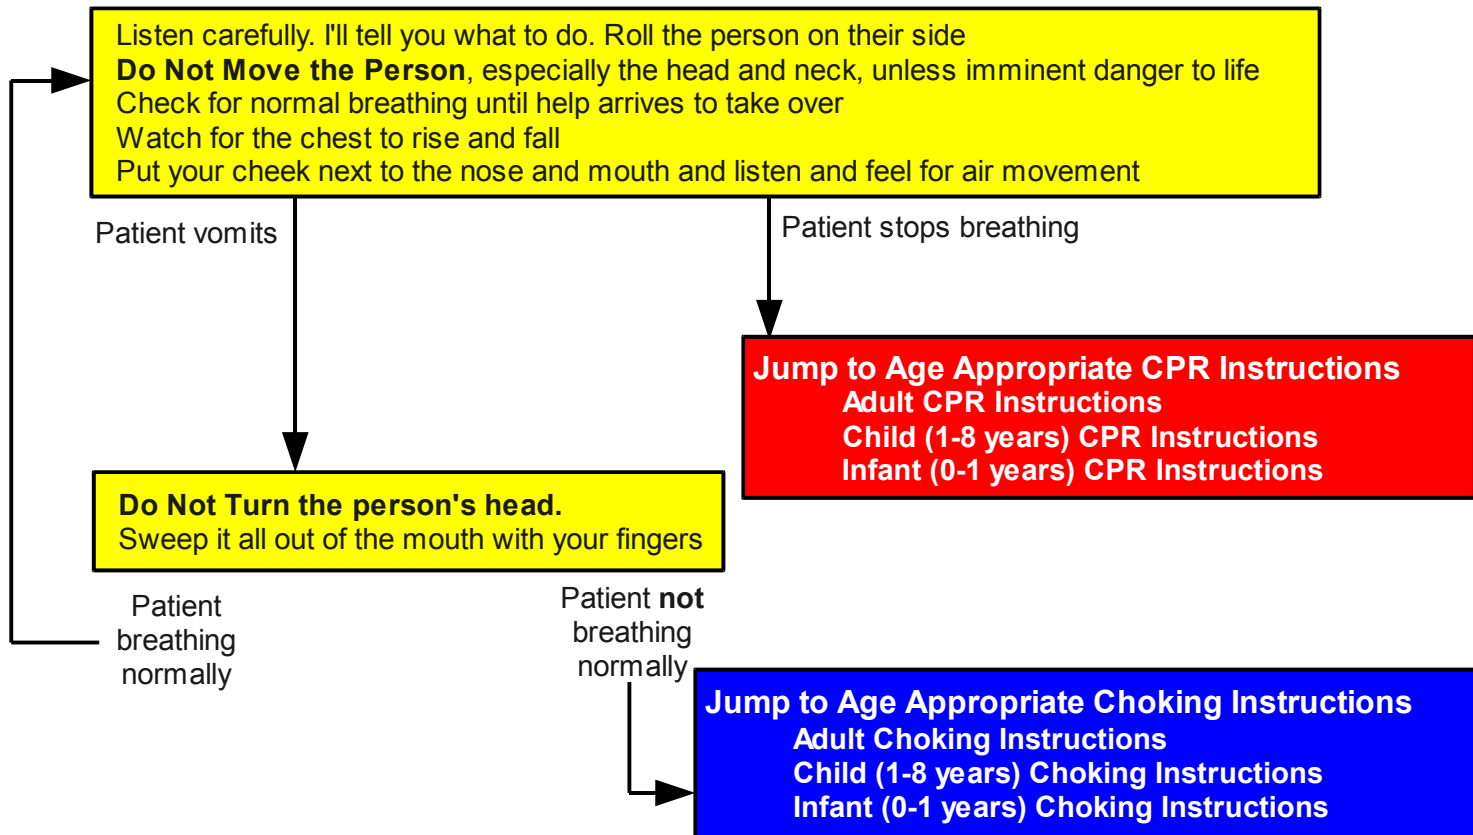 Listen carefully. I'll tell you what to do. Roll the person on their side
Do Not Move the Person, especially the head and neck, unless imminent danger to life
Check for normal breathing until help arrives to take over
Watch for the chest to rise and fall
Put your cheek next to the nose and mouth and listen and feel for air movement
Patient vomits
Patient stops breathing
Jump to Age Appropriate CPR Instructions
Adult CPR Instructions
Child (1-8 years) CPR Instructions
Infant (0-1 years) CPR Instructions
Do Not Turn the person's head.
Sweep it all out of the mouth with your fingers
Patient
breathing
normally
Patient not
breathing
normally
Jump to Age Appropriate Choking Instructions
Adult Choking Instructions
Child (1-8 years) Choking Instructions
Infant (0-1 years) Choking Instructions